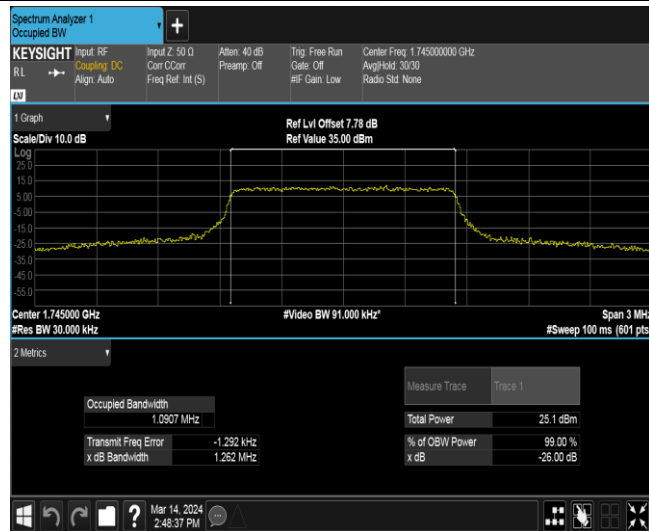 Spectrum Analyzer 1
Occupied BW
+
KEYSIGHT
RL
LXI
Input: RF
Coupling: DC
Align: Auto
Input Z: 50 Ω
Corr CCorr
Freq Ref: Int (S)
Atten: 40 dB
Preamp: Off
Trig: Free Run
Gate: Off
#IF Gain: Low
Center Freq: 1.745000000 GHz
Avg|Hold: 30/30
Radio Std: None
1 Graph
Scale/Div 10.0 dB
Ref Lvl Offset 7.78 dB
Ref Value 35.00 dBm
Log
25.0
15.0
5.00
-5.00
-15.0
-25.0
-35.0
-45.0
-55.0
Center 1.745000 GHz
#Res BW 30.000 kHz
#Video BW 91.000 kHz*
Span 3 MHz
#Sweep 100 ms (601 pts
2 Metrics
Measure Trace Trace 1
Occupied Bandwidth
1.0907 MHz
Total Power 25.1 dBm
Transmit Freq Error -1.292 kHz
% of OBW Power 99.00 %
x dB Bandwidth 1.262 MHz
x dB -26.00 dB
?
Mar 14, 2024
2:48:37 PM